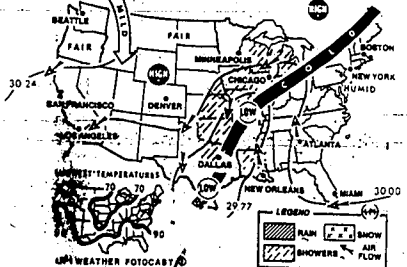 HIGH
SEATTLE
MILD
COLD
FAIR
FAIR
BOSTON
MINNEAPOLIS
CHICAGO
NEW YORK
30.24
HIGH
HUMID
SAN FRANCISCO
DENVER
LOW
LOS ANGELES
ATLANTA
DALLAS
TEMPERATURES
LOW
NEW ORLEANS
MIAMI
30.00
70
70
29.77
LEGEND
90
RAIN
SNOW
SHOWERS
AIR
FLOW
UPI WEATHER FOTOCAST